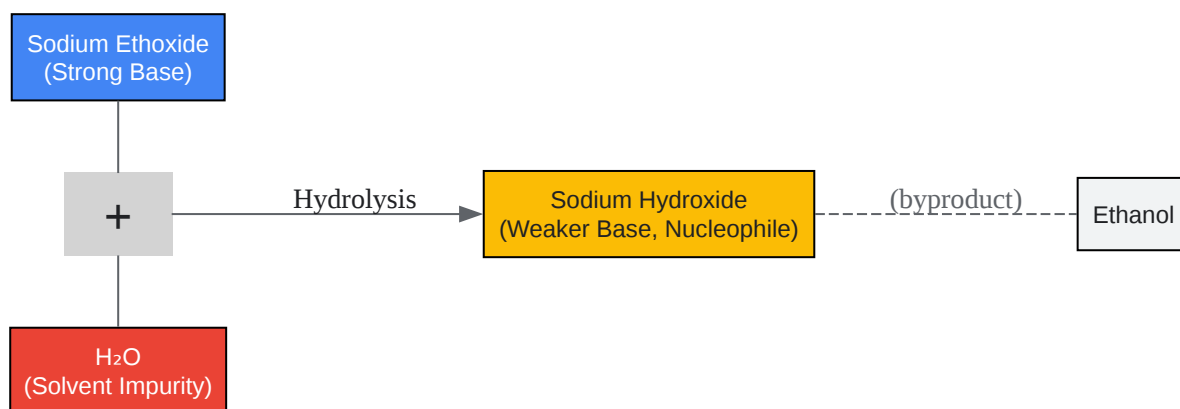 Sodium Ethoxide
(Strong Base)
+
Hydrolysis
Sodium Hydroxide
(Weaker Base, Nucleophile)
(byproduct)
Ethanol
H₂O
(Solvent Impurity)